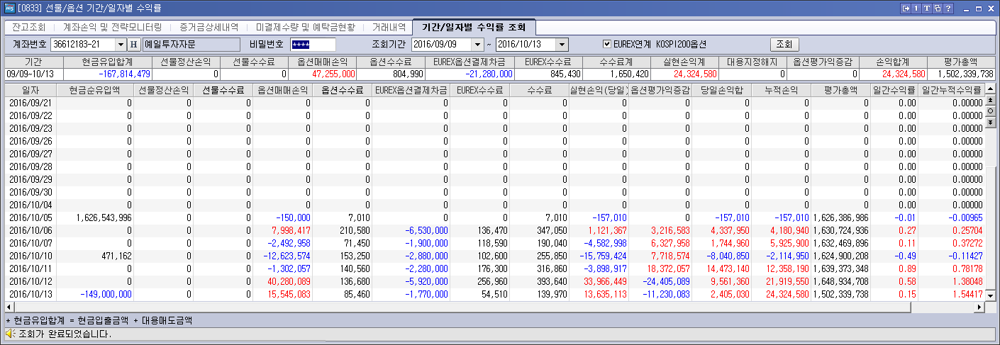 [0833] 선물/옵션 기간/일자별 수익률
잔고조회 계좌손익 및 전략모니터링 증거금상세내역 미결제수량 및 예탁금현황 거래내역 기간/일자별 수익률 조회
계좌번호 36612183-21 H 예일투자자문 비밀번호 **** 조회기간 2016/09/09 ~ 2016/10/13 EUREX연계 KOSPI200옵션 조회
기간 현금유입합계 선물정산손익 선물수수료 옵션매매손익 옵션수수료 EUREX옵션결제차금 EUREX수수료 수수료계 실현손익계 대용지정해지 옵션평가익증감 손익합계 평가총액
09/09~10/13 -167,814,479 0 0 47,255,000 804,990 -21,280,000 845,430 1,650,420 24,324,580 0 0 24,324,580 1,502,339,738
일자 현금순유입액 선물정산손익 선물수수료 옵션매매손익 옵션수수료 EUREX옵션결제차금 EUREX수수료 수수료 실현손익(당일) 옵션평가익증감 당일손익합 누적손익 평가총액 일간수익률 일간누적수익률
2016/09/21 0 0 0 0 0 0 0 0 0 0 0 0 0 0.00 0.00000
2016/09/22 0 0 0 0 0 0 0 0 0 0 0 0 0 0.00 0.00000
2016/09/23 0 0 0 0 0 0 0 0 0 0 0 0 0 0.00 0.00000
2016/09/26 0 0 0 0 0 0 0 0 0 0 0 0 0 0.00 0.00000
2016/09/27 0 0 0 0 0 0 0 0 0 0 0 0 0 0.00 0.00000
2016/09/28 0 0 0 0 0 0 0 0 0 0 0 0 0 0.00 0.00000
2016/09/29 0 0 0 0 0 0 0 0 0 0 0 0 0 0.00 0.00000
2016/09/30 0 0 0 0 0 0 0 0 0 0 0 0 0 0.00 0.00000
2016/10/04 0 0 0 0 0 0 0 0 0 0 0 0 0 0.00 0.00000
2016/10/05 1,626,543,996 0 0 -150,000 7,010 0 0 7,010 -157,010 0 -157,010 -157,010 1,626,386,986 -0.01 -0.00965
2016/10/06 0 0 0 7,998,417 210,580 -6,530,000 136,470 347,050 1,121,367 3,216,583 4,337,950 4,180,940 1,630,724,936 0.27 0.25704
2016/10/07 0 0 0 -2,492,958 71,450 -1,900,000 118,590 190,040 -4,582,998 6,327,958 1,744,960 5,925,900 1,632,469,896 0.11 0.37272
2016/10/10 471,162 0 0 -12,623,574 153,250 -2,880,000 102,600 255,850 -15,759,424 7,718,574 -8,040,850 -2,114,950 1,624,900,208 -0.49 -0.11427
2016/10/11 0 0 0 -1,302,057 140,560 -2,280,000 176,300 316,860 -3,898,917 18,372,057 14,473,140 12,358,190 1,639,373,348 0.89 0.78178
2016/10/12 0 0 0 40,280,089 136,680 -5,920,000 256,960 393,640 33,966,449 -24,405,089 9,561,360 21,919,550 1,648,934,708 0.58 1.38048
2016/10/13 -149,000,000 0 0 15,545,083 85,460 -1,770,000 54,510 139,970 13,635,113 -11,230,083 2,405,030 24,324,580 1,502,339,738 0.15 1.54417
* 현금유입합계 = 현금입출금액 + 대용매도금액
조회가 완료되었습니다.